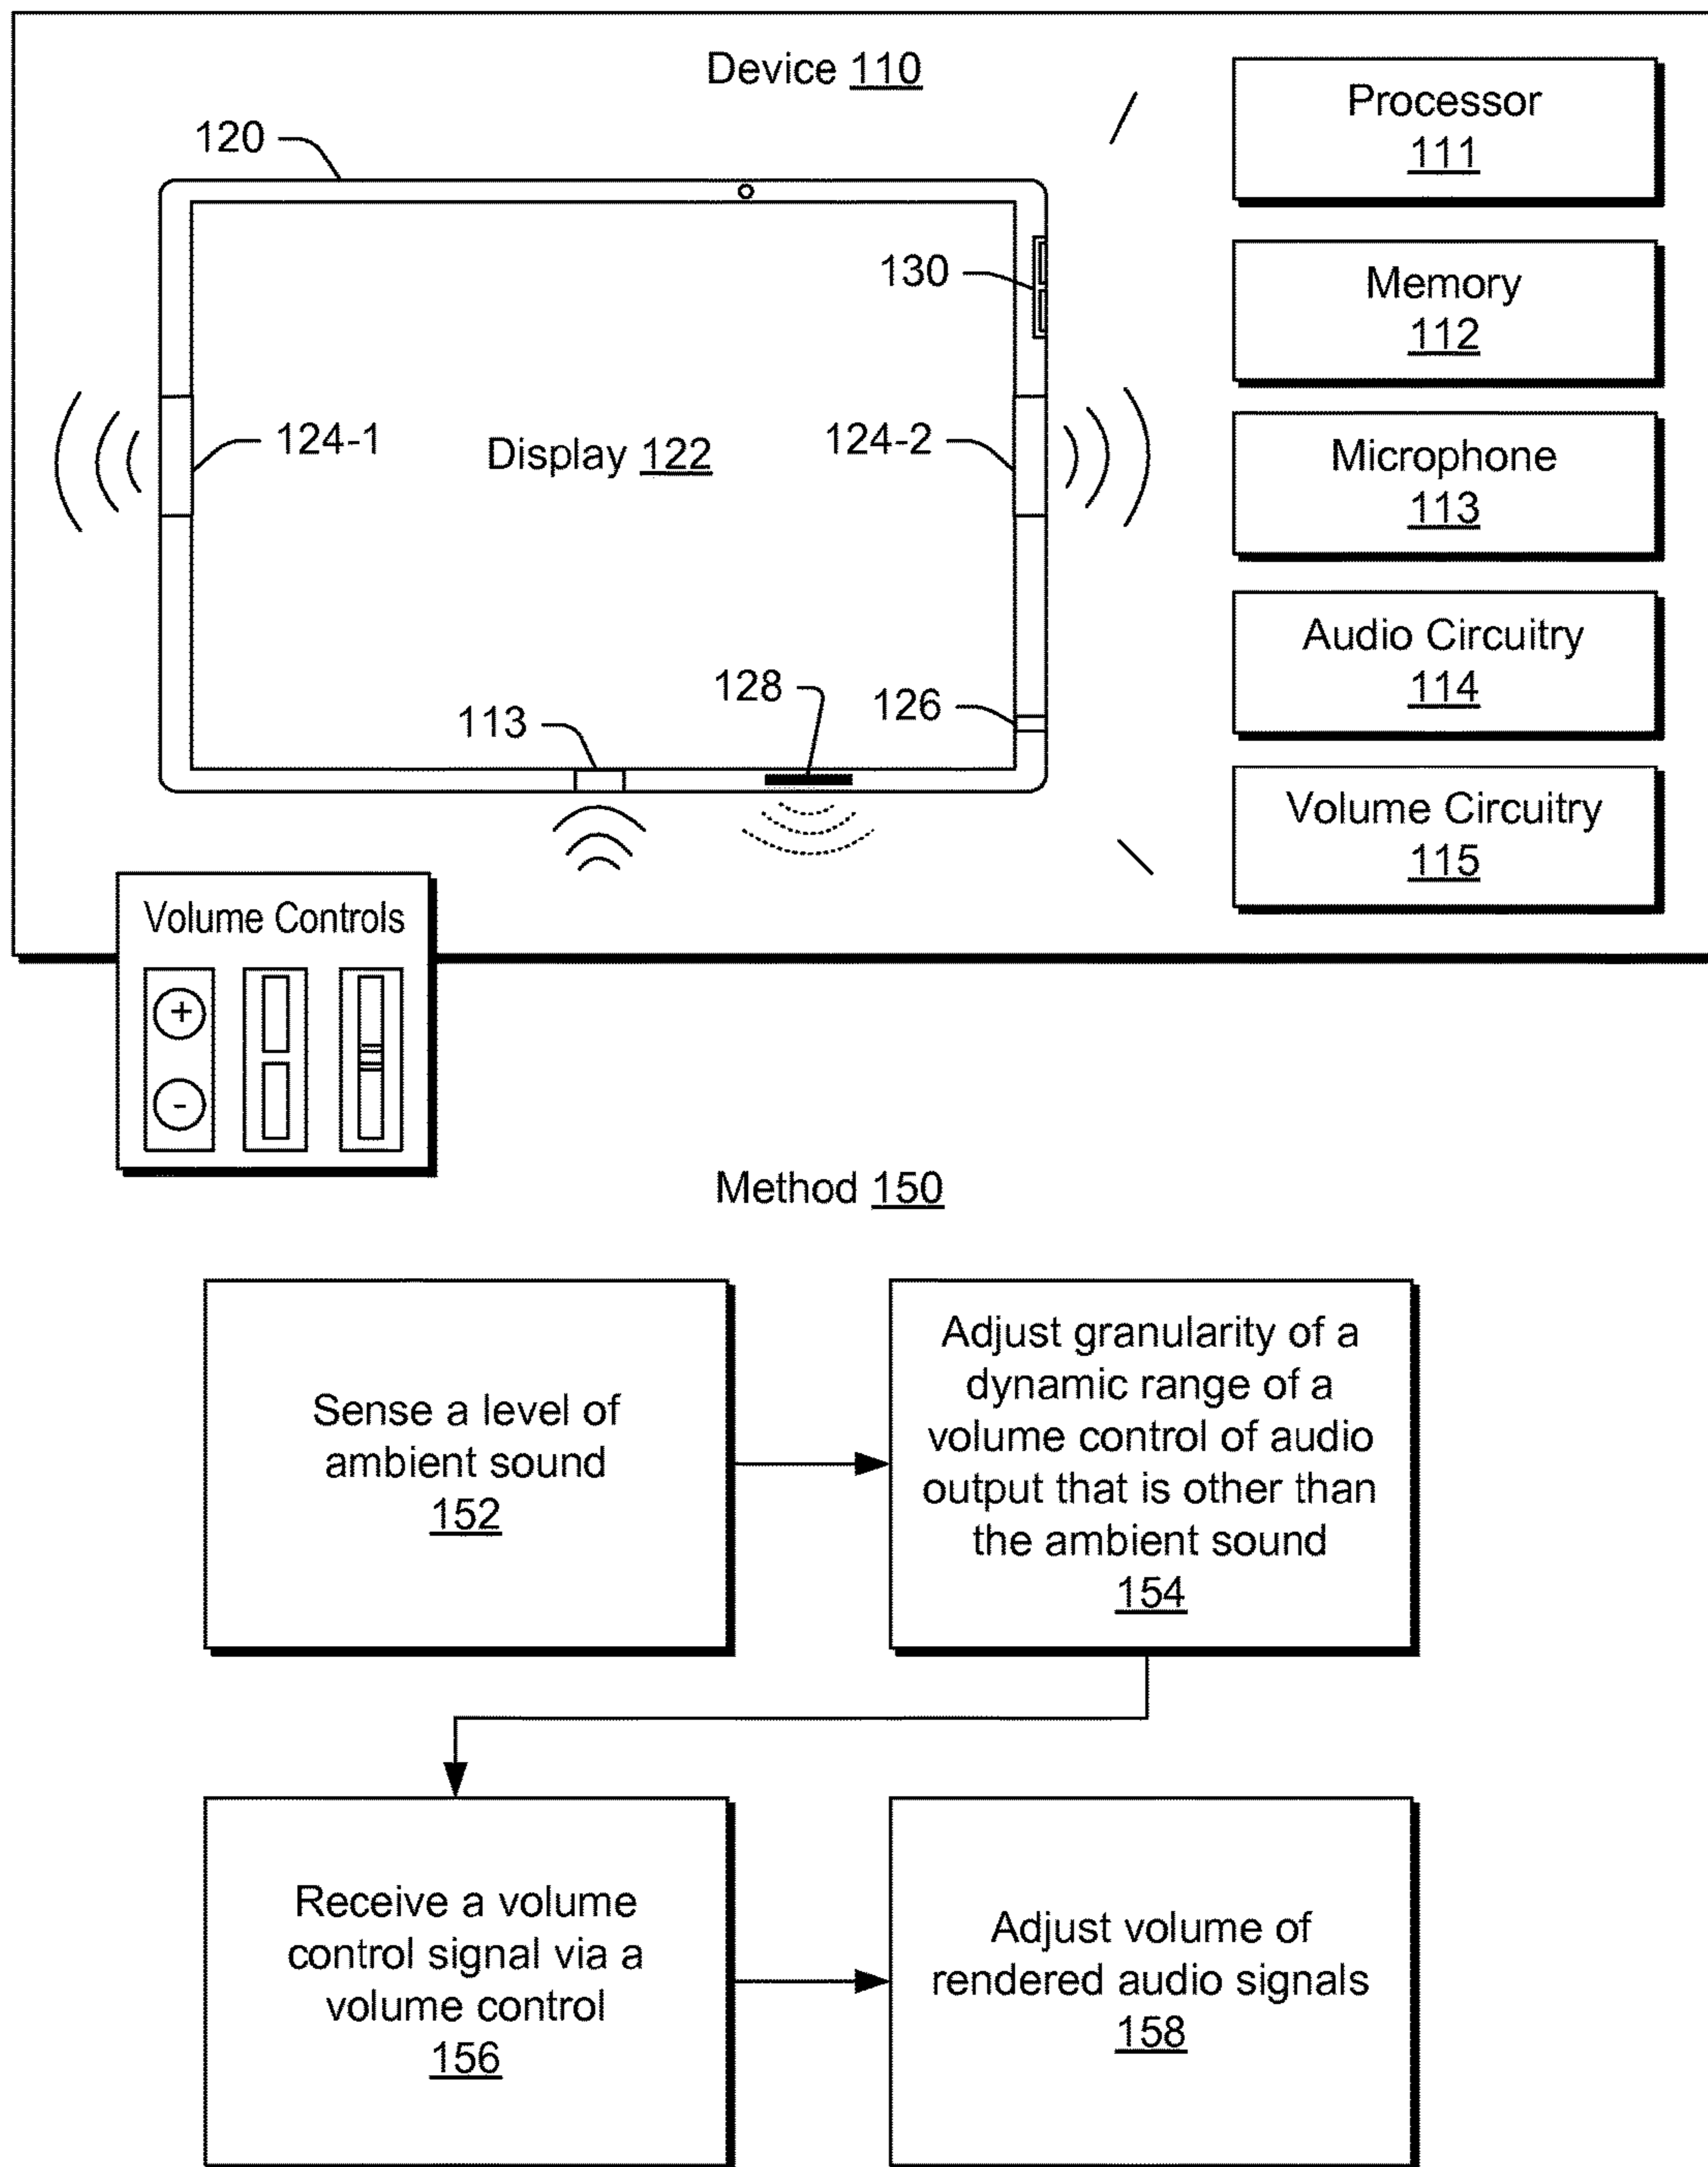 Device 110
120
130
124-1
Display 122
124-2
128
126
113
Processor
111
Memory
112
Microphone
113
Audio Circuitry
114
Volume Circuitry
115
Volume Controls
+
-
Method 150
Sense a level of
ambient sound
152
Adjust granularity of a
dynamic range of a
volume control of audio
output that is other than
the ambient sound
154
Receive a volume
control signal via a
volume control
156
Adjust volume of
rendered audio signals
158